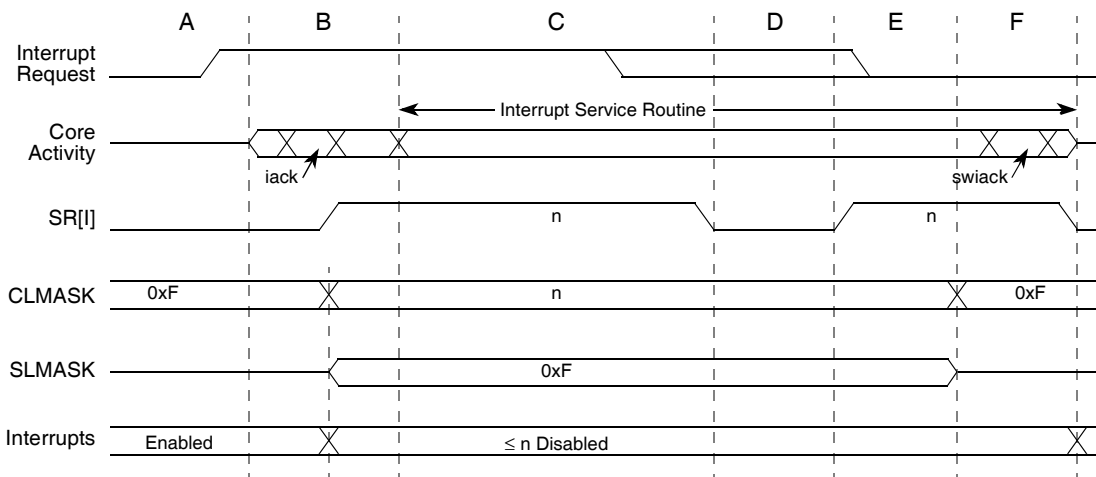 A B C D E F
Interrupt
Request
Interrupt Service Routine
Core
Activity
iack
swiack
SR[I]
n
n
CLMASK
0xF
n
0xF
SLMASK
0xF
Interrupts
Enabled
≤ n Disabled